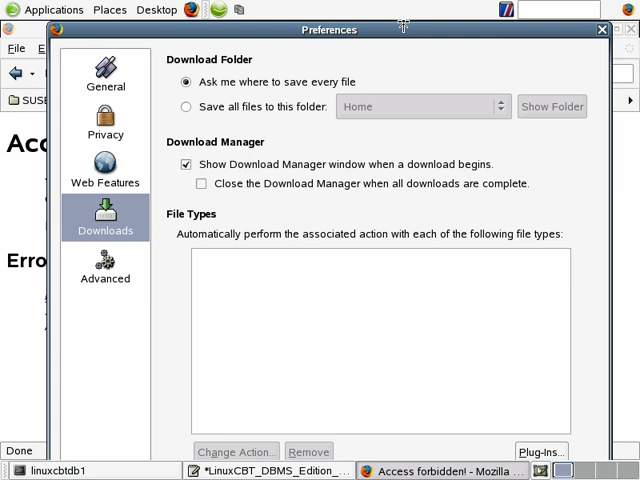 Applications Places Desktop
Preferences
File E
SUSE
General
Privacy
Web Features
Downloads
Advanced
Download Folder
Ask me where to save every file
Save all files to this folder: Home Show Folder
Download Manager
Show Download Manager window when a download begins.
Close the Download Manager when all downloads are complete.
File Types
Automatically perform the associated action with each of the following file types:
Change Action... Remove Plug-Ins...
Acc
Erro
Done
linuxcbtdb1 *LinuxCBT_DBMS_Edition_... Access forbidden! - Mozilla ...